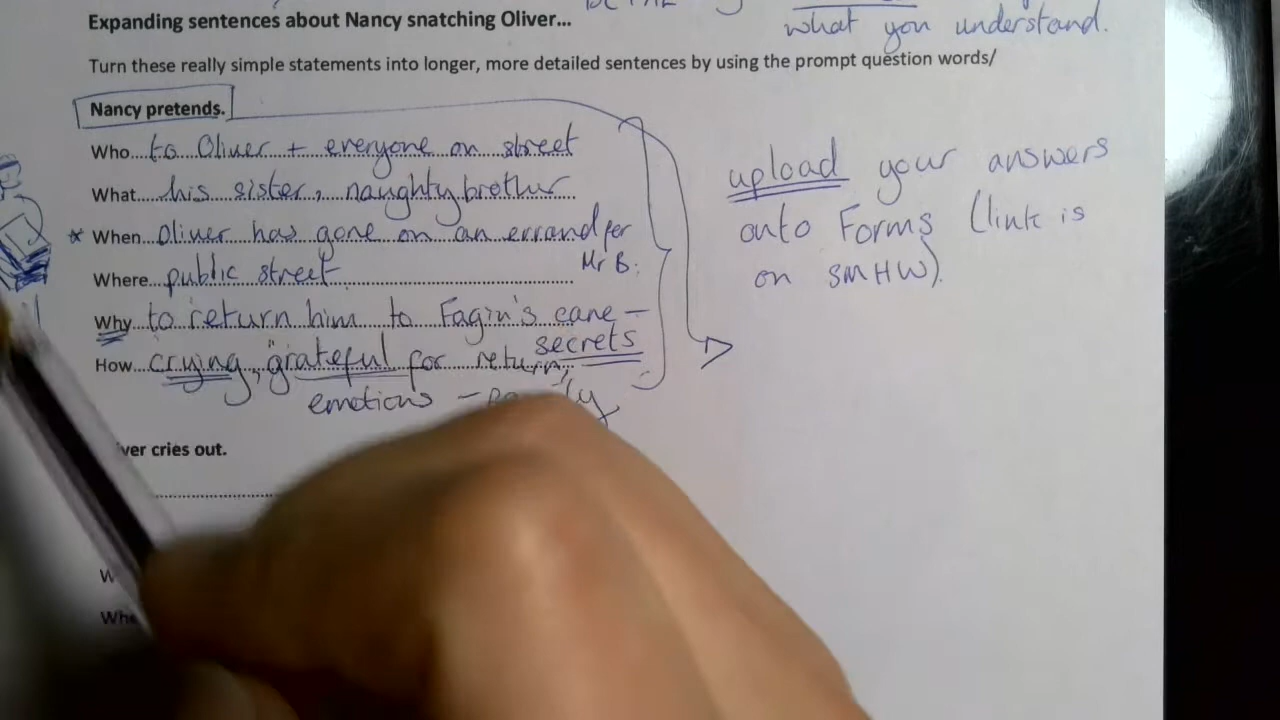 Expanding sentences about Nancy snatching Oliver...
what you understand.
Turn these really simple statements into longer, more detailed sentences by using the prompt question words/
Nancy pretends.
Who....to Oliver + everyone on street
What....his sister, naughty brother
* When...Oliver has gone on an errand for
Mr B.
Where...public street
Why...to return him to Fagin's care –
secrets
How...crying, grateful for return,
emotions –
upload your answers
onto Forms (link is
on SMHW).
ver cries out.
W
Whe